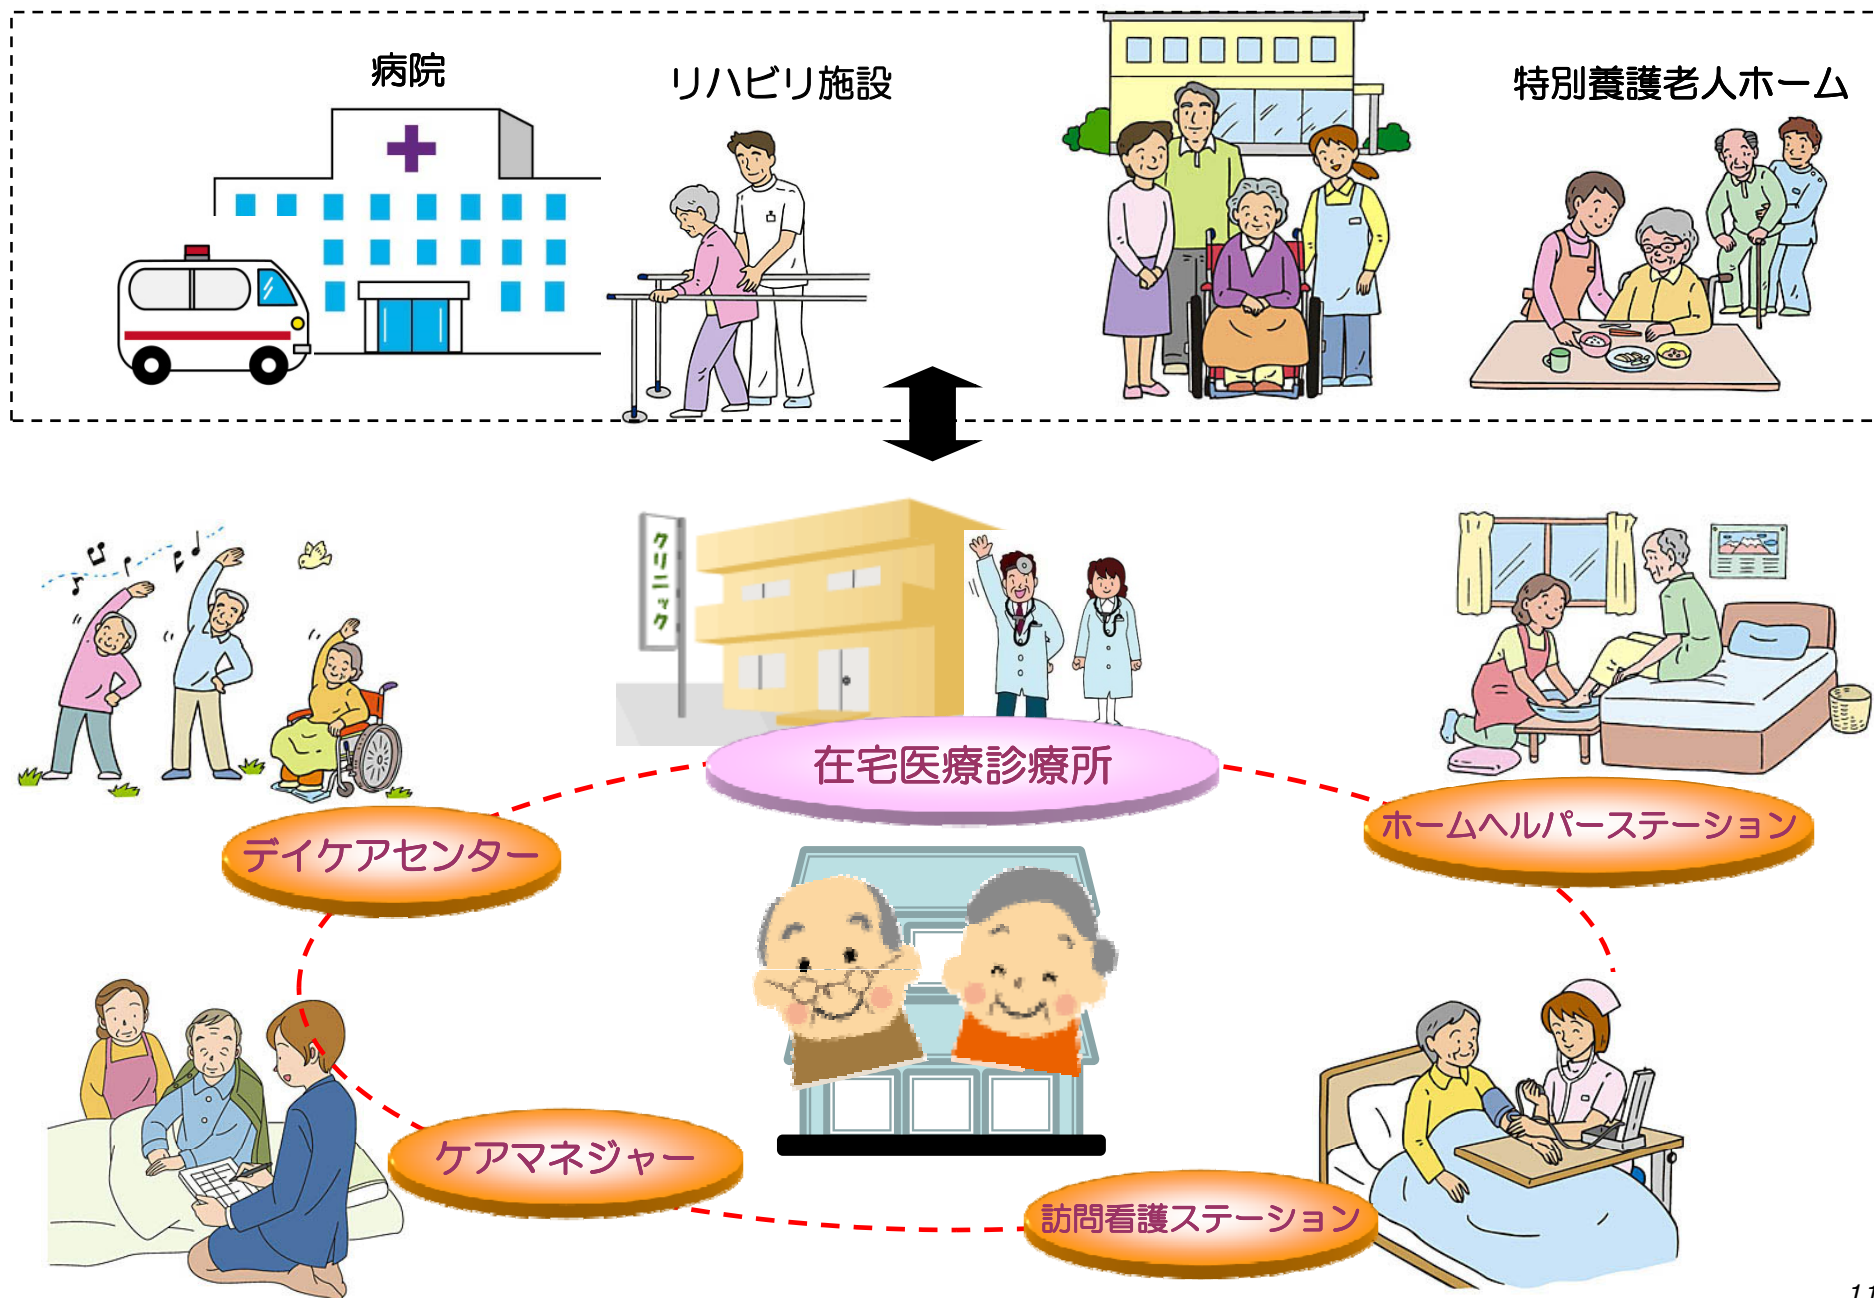 病院
リハビリ施設
特別養護老人ホーム
クリニック
在宅医療診療所
デイケアセンター
ホームヘルパーステーション
ケアマネジャー
訪問看護ステーション
11